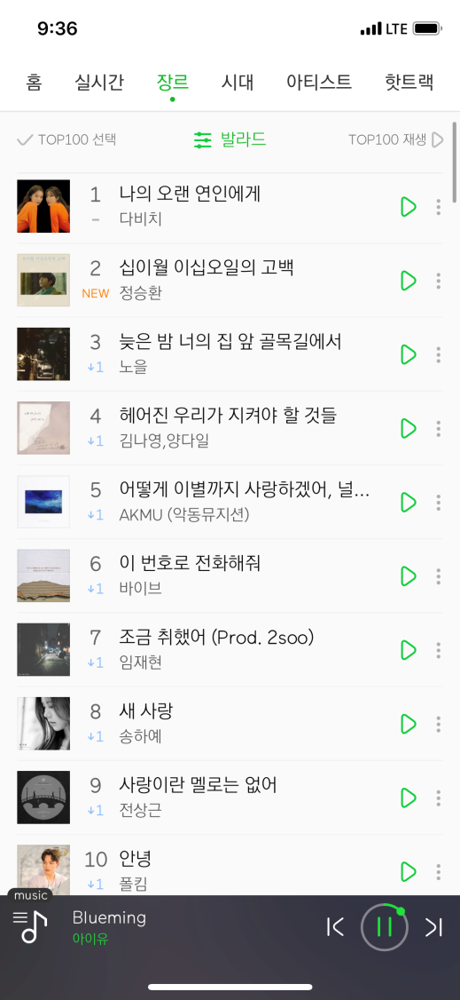 9:36
LTE
홈 실시간 장르 시대 아티스트 핫트랙
TOP100 선택 발라드 TOP100 재생
1 나의 오랜 연인에게
- 다비치
2 십이월 이십오일의 고백
NEW 정승환
3 늦은 밤 너의 집 앞 골목길에서
↓1 노을
4 헤어진 우리가 지켜야 할 것들
↓1 김나영,양다일
5 어떻게 이별까지 사랑하겠어, 널...
↓1 AKMU (악동뮤지션)
6 이 번호로 전화해줘
↓1 바이브
7 조금 취했어 (Prod. 2soo)
↓1 임재현
8 새 사랑
↓1 송하예
9 사랑이란 멜로는 없어
↓1 전상근
10 안녕
↓1 폴킴
music
Blueming
아이유